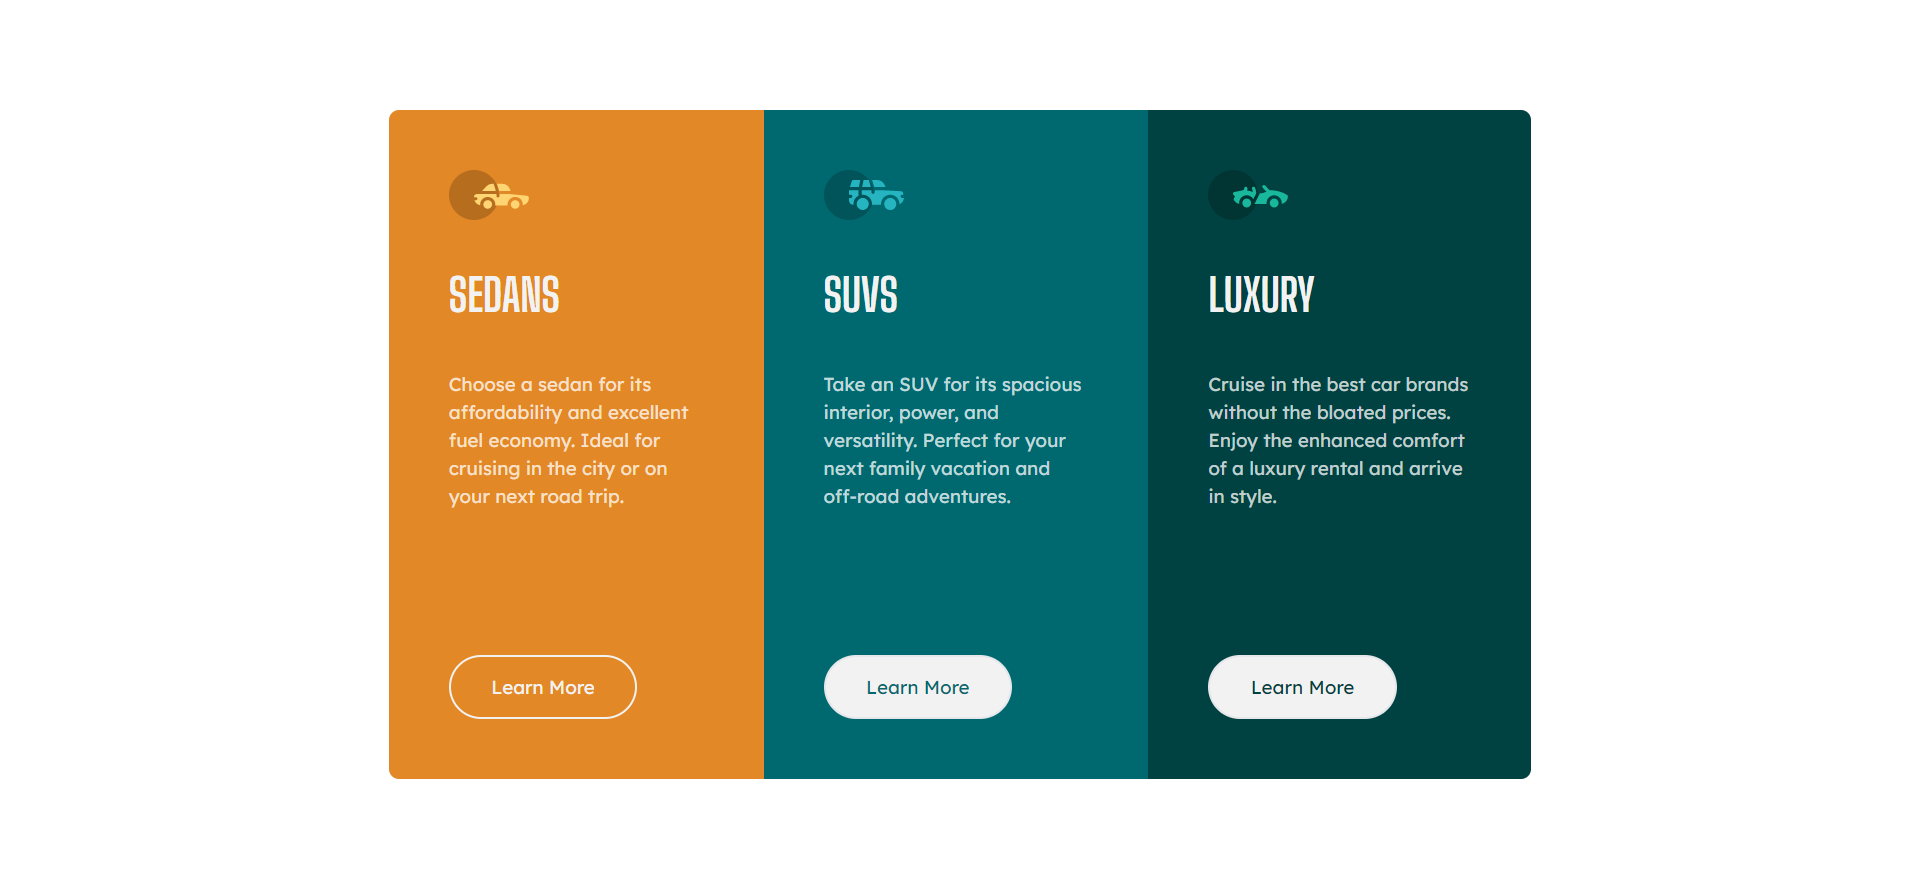 SEDANS
Choose a sedan for its
affordability and excellent
fuel economy. Ideal for
cruising in the city or on
your next road trip.
Learn More
SUVS
Take an SUV for its spacious
interior, power, and
versatility. Perfect for your
next family vacation and
off-road adventures.
Learn More
LUXURY
Cruise in the best car brands
without the bloated prices.
Enjoy the enhanced comfort
of a luxury rental and arrive
in style.
Learn More